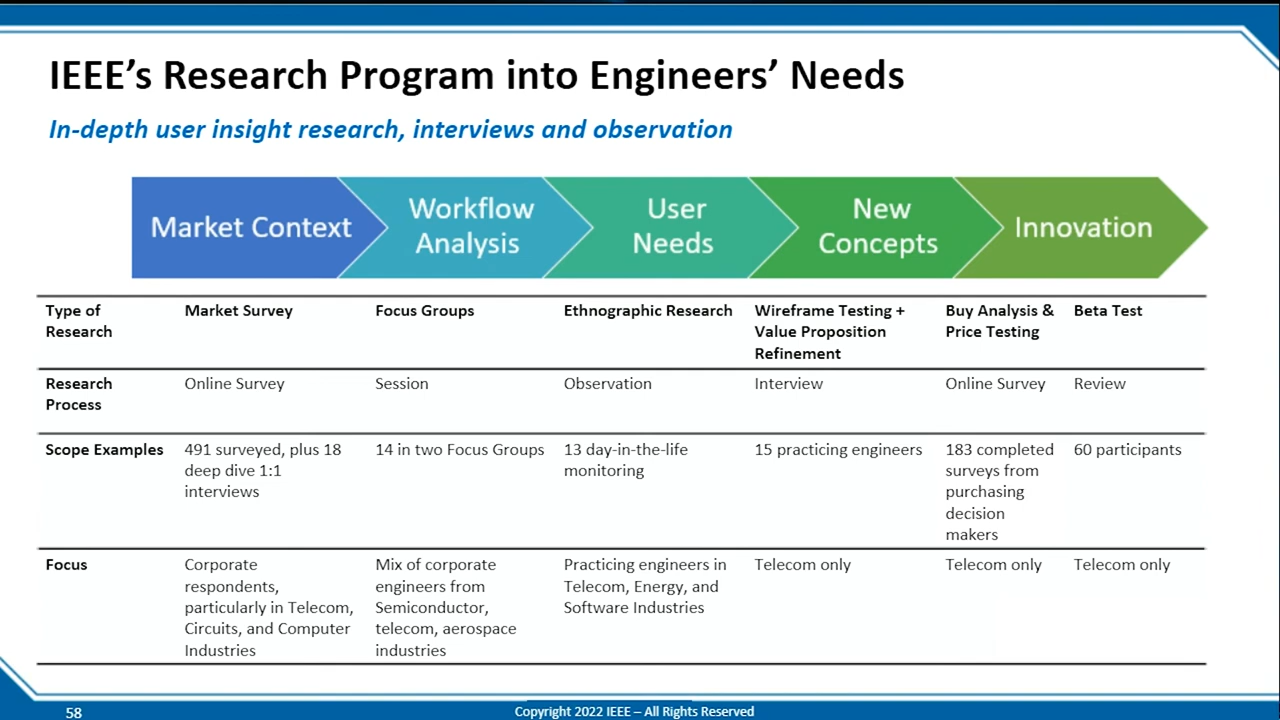 IEEE’s Research Program into Engineers’ Needs
In-depth user insight research, interviews and observation
Market Context
Workflow
Analysis
User
Needs
New
Concepts
Innovation
Type of
Research
Market Survey
Focus Groups
Ethnographic Research
Wireframe Testing +
Value Proposition
Refinement
Buy Analysis &
Price Testing
Beta Test
Research
Process
Online Survey
Session
Observation
Interview
Online Survey
Review
Scope Examples
491 surveyed, plus 18
deep dive 1:1
interviews
14 in two Focus Groups
13 day-in-the-life
monitoring
15 practicing engineers
183 completed
surveys from
purchasing
decision
makers
60 participants
Focus
Corporate
respondents,
particularly in Telecom,
Circuits, and Computer
Industries
Mix of corporate
engineers from
Semiconductor,
telecom, aerospace
industries
Practicing engineers in
Telecom, Energy, and
Software Industries
Telecom only
Telecom only
Telecom only
58
Copyright 2022 IEEE – All Rights Reserved